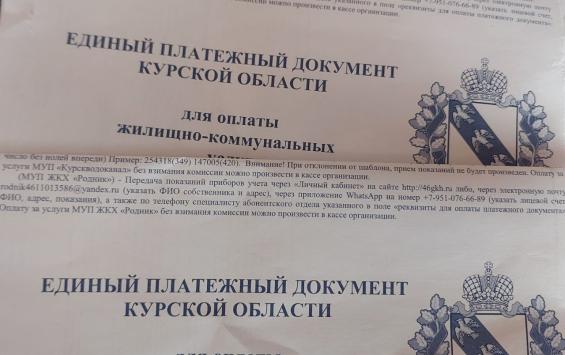 возможно произвести в кассе организации.
ЕДИНЫЙ ПЛАТЕЖНЫЙ ДОКУМЕНТ
КУРСКОЙ ОБЛАСТИ
для оплаты
жилищно-коммунальных
число без нолей впереди) Пример: 254318(349) 147005(420). Внимание! При отклонении от шаблона, прием показаний не будет произведен. Оплату за
услуги МУП «Курскводоканал» без взимания комиссии можно произвести в кассе организации.
(МУП ЖКХ «Родник») – Передача показаний приборов учета через «Личный кабинет» на сайте http://46gkh.ru либо, через электронную почту
rodnik4611013586@yandex.ru (указать ФИО собственника и адрес), через приложение WhatsApp на номер +7-951-076-66-89 (указать лицевой счет,
ФИО, адрес, показания), а также по телефону специалисту абонентского отдела указанного в поле «реквизиты для оплаты платежного документа»
Оплату за услуги МУП ЖКХ «Родник» без взимания комиссии можно произвести в кассе организации.
ЕДИНЫЙ ПЛАТЕЖНЫЙ ДОКУМЕНТ
КУРСКОЙ ОБЛАСТИ